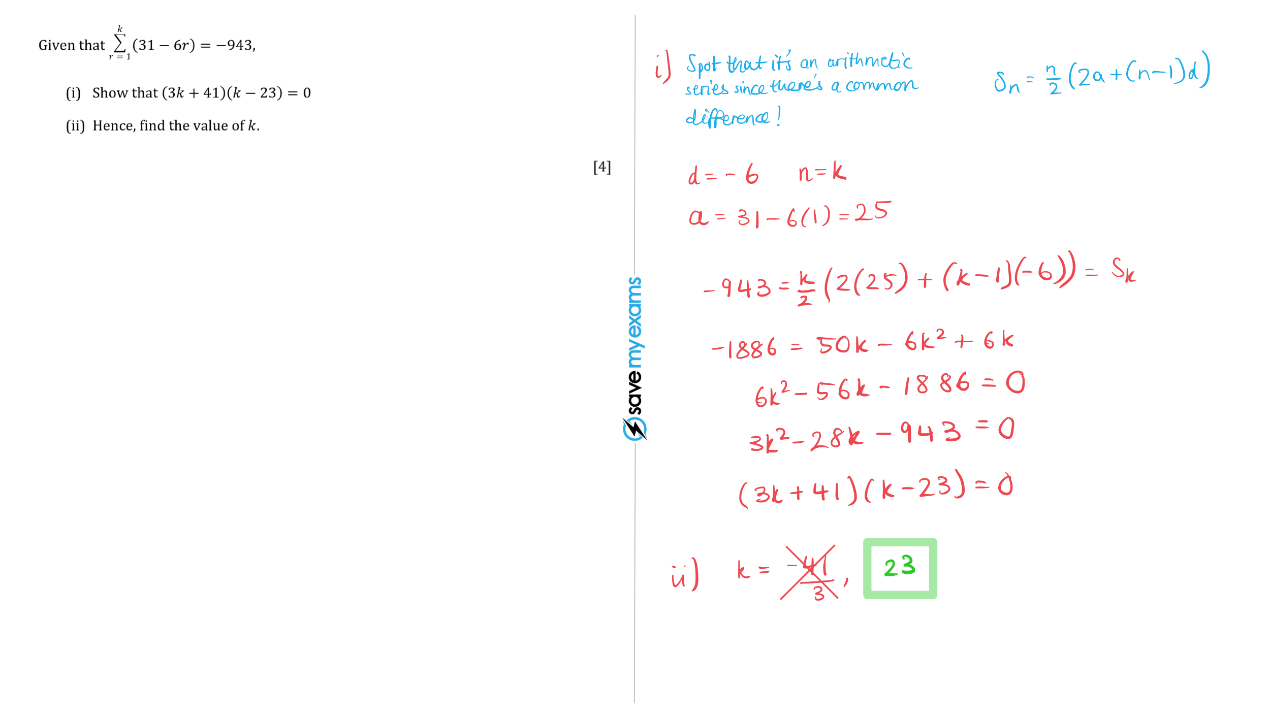 Given that $\sum_{r=1}^{k}(31 - 6r) = -943$,
(i) Show that $(3k + 41)(k - 23) = 0$
(ii) Hence, find the value of $k$.
[4]
save my exams
i) Spot that it's an arithmetic
series since there's a common
difference!
$S_n = \frac{n}{2}(2a + (n-1)d)$
d = -6 n = k
a = 31 - 6(1) = 25
$-943 = \frac{k}{2}(2(25) + (k-1)(-6)) = S_k$
$-1886 = 50k - 6k^2 + 6k$
$6k^2 - 56k - 1886 = 0$
$3k^2 - 28k - 943 = 0$
$(3k + 41)(k - 23) = 0$
ii) $k = \frac{-41}{3}$, 23